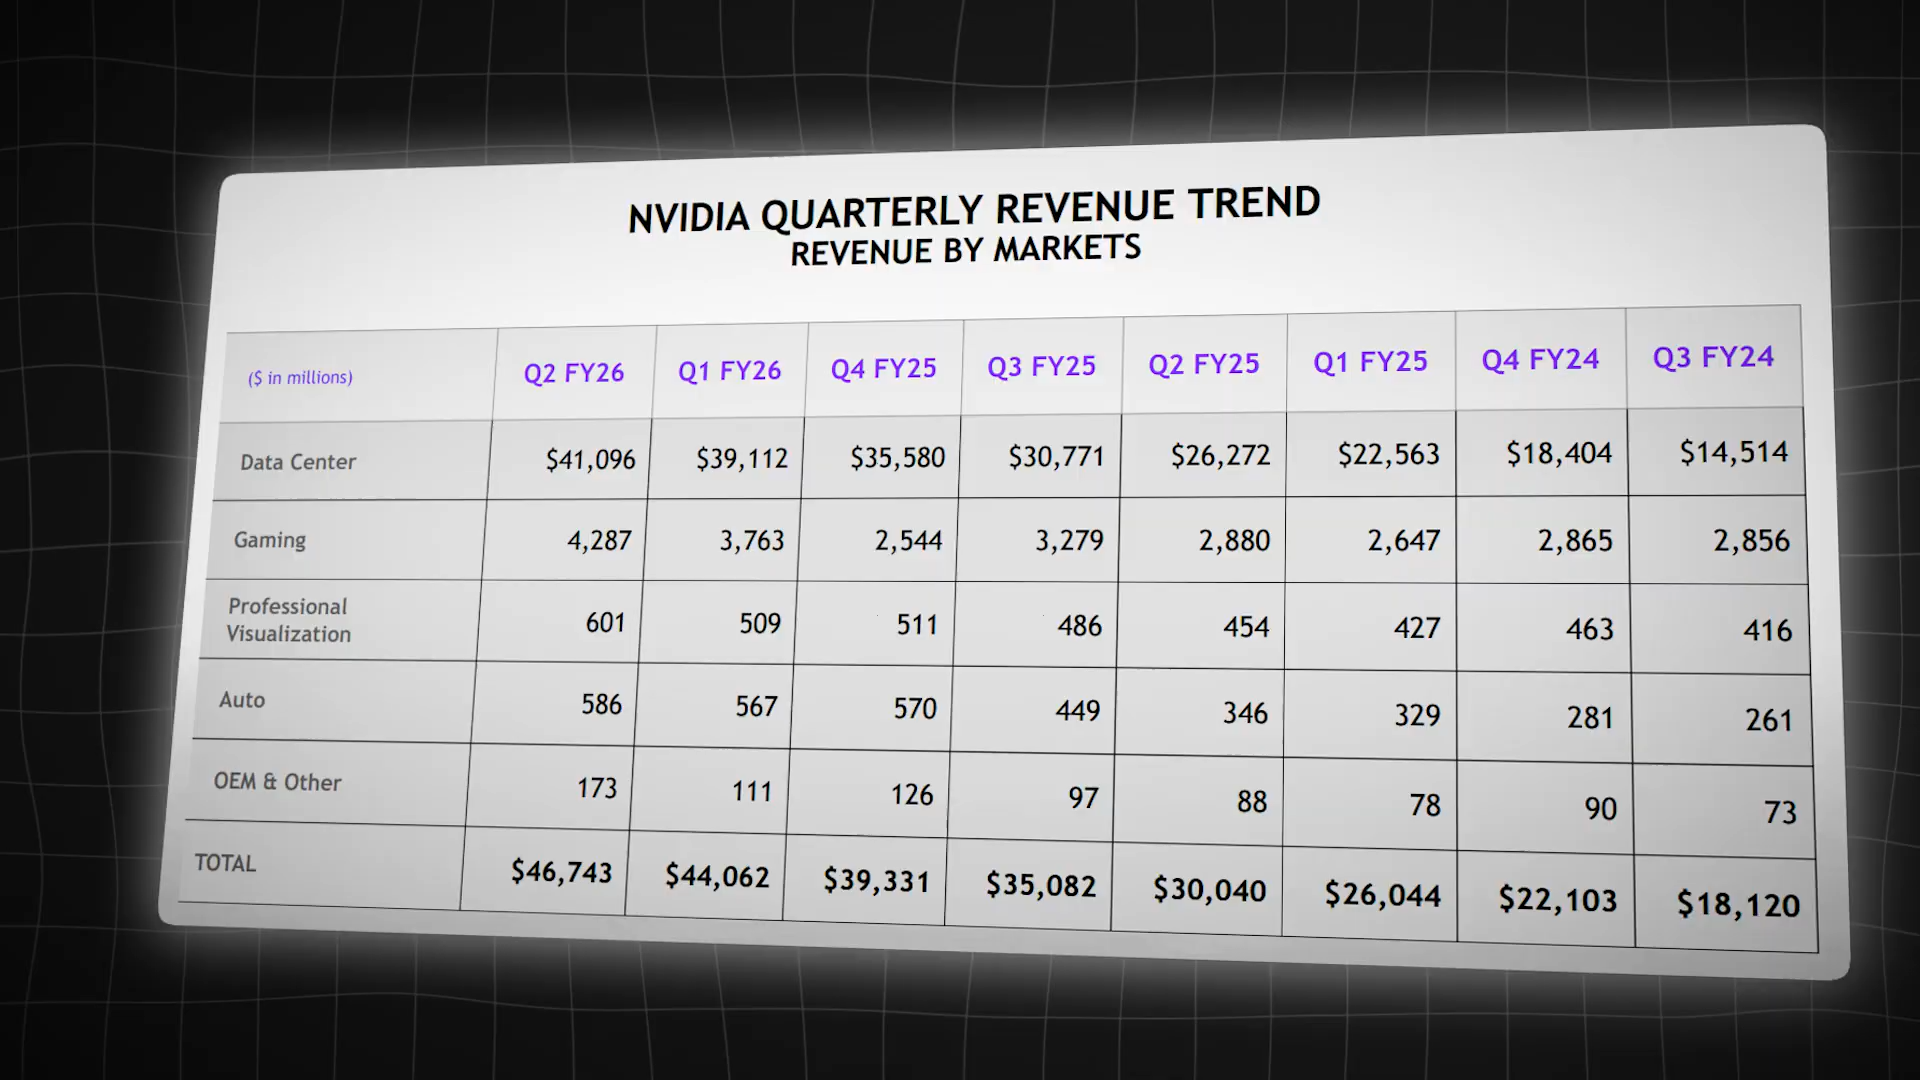 NVIDIA QUARTERLY REVENUE TREND
REVENUE BY MARKETS
($ in millions) Q2 FY26 Q1 FY26 Q4 FY25 Q3 FY25 Q2 FY25 Q1 FY25 Q4 FY24 Q3 FY24
Data Center $41,096 $39,112 $35,580 $30,771 $26,272 $22,563 $18,404 $14,514
Gaming 4,287 3,763 2,544 3,279 2,880 2,647 2,865 2,856
Professional
Visualization 601 509 511 486 454 427 463 416
Auto 586 567 570 449 346 329 281 261
OEM & Other 173 111 126 97 88 78 90 73
TOTAL $46,743 $44,062 $39,331 $35,082 $30,040 $26,044 $22,103 $18,120